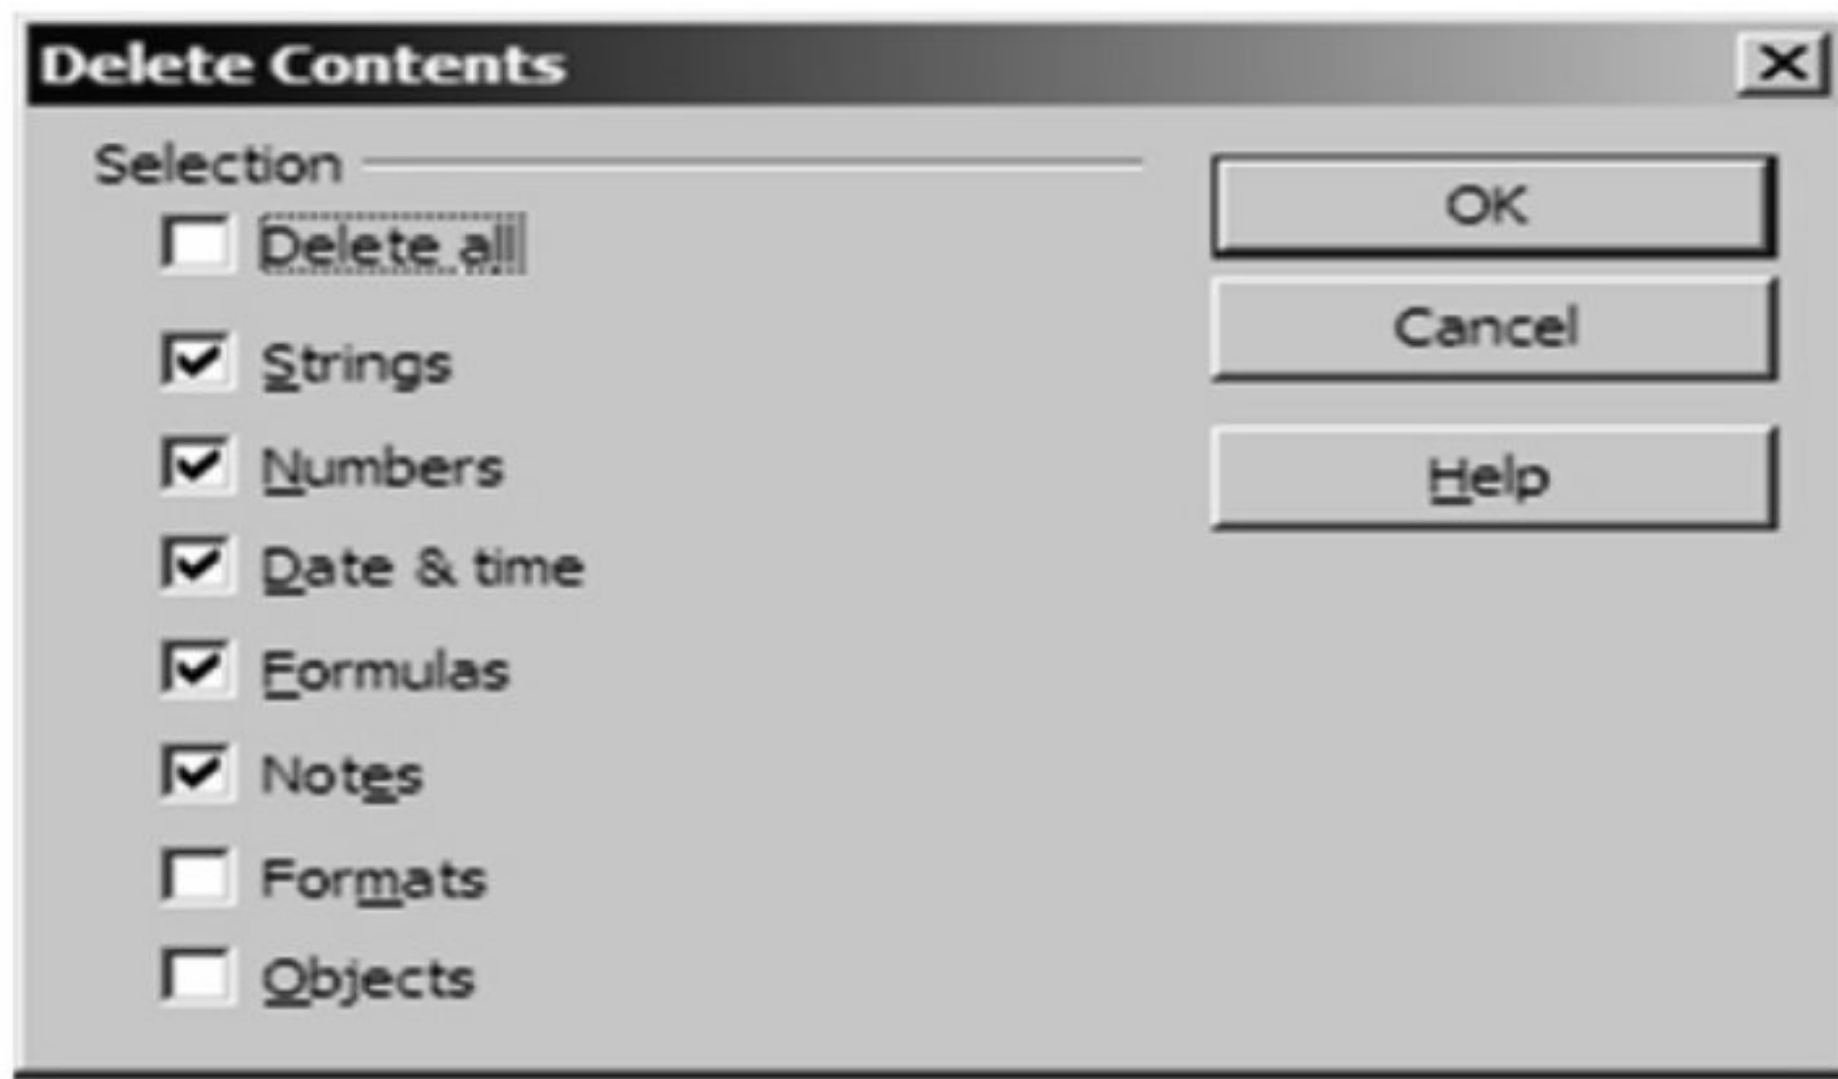 Delete Contents
Selection
Delete all
Strings
Numbers
Date & time
Formulas
Notes
Formats
Objects
OK
Cancel
Help